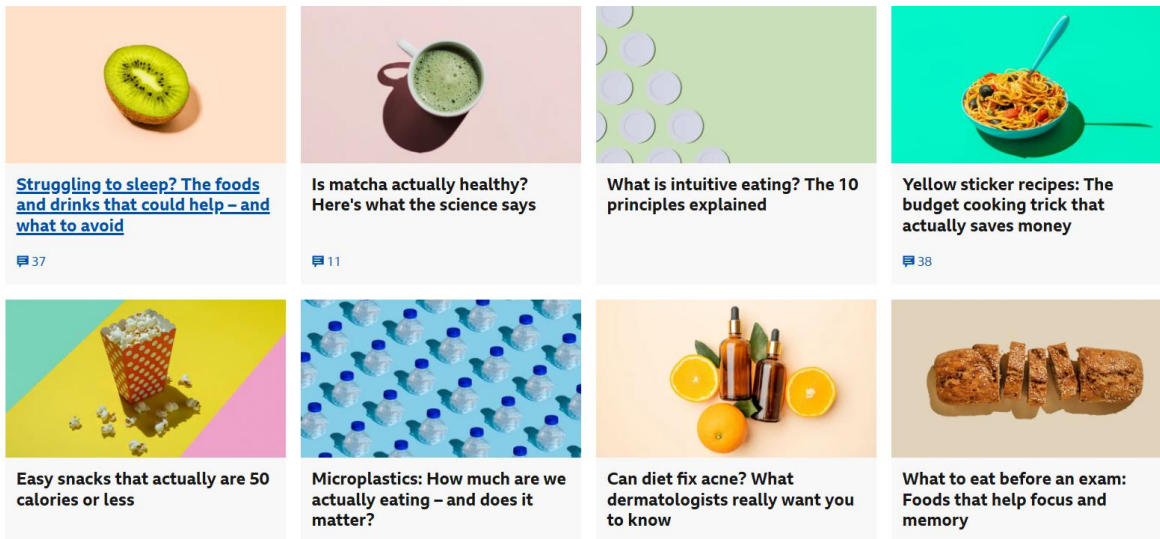 Struggling to sleep? The foods
and drinks that could help – and
what to avoid
37
Is matcha actually healthy?
Here's what the science says
11
What is intuitive eating? The 10
principles explained
Yellow sticker recipes: The
budget cooking trick that
actually saves money
38
Easy snacks that actually are 50
calories or less
Microplastics: How much are we
actually eating – and does it
matter?
Can diet fix acne? What
dermatologists really want you
to know
What to eat before an exam:
Foods that help focus and
memory